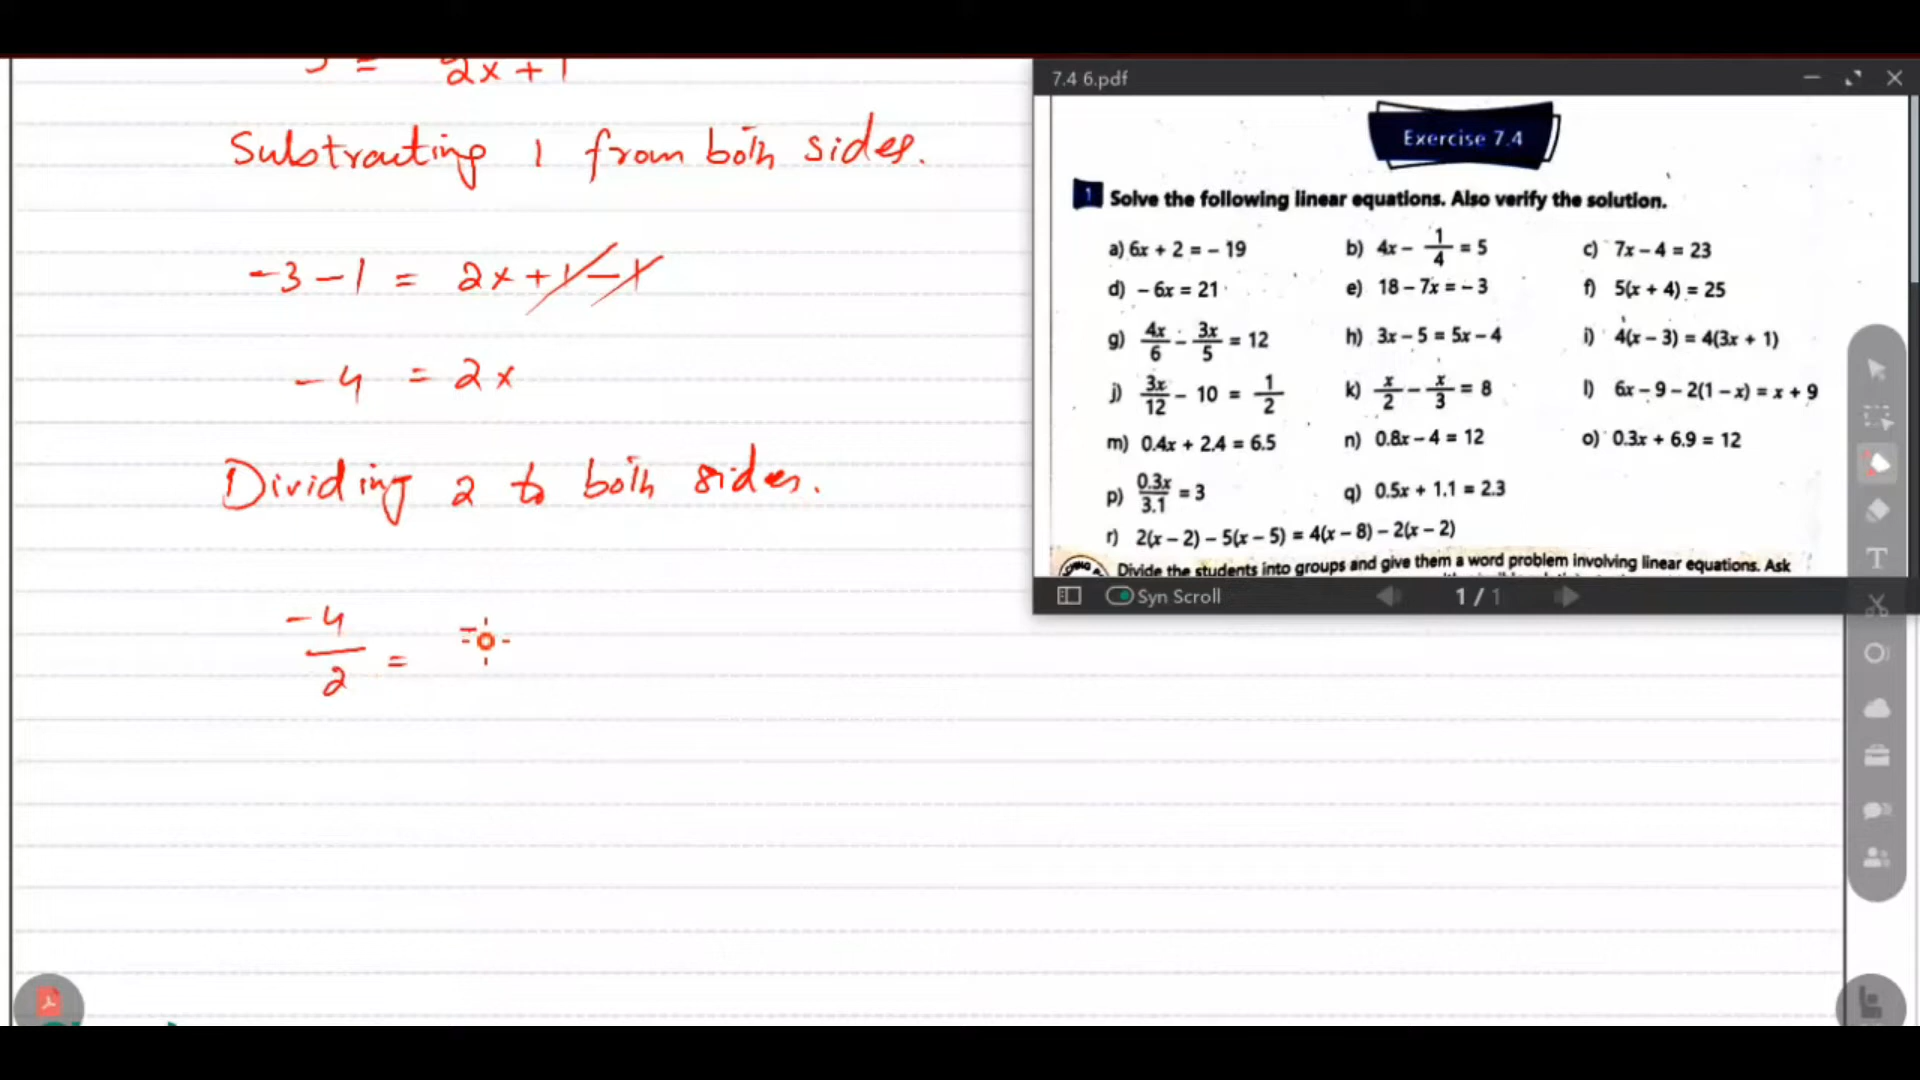 2x + 1
Subtracting 1 from both sides.
-3 - 1 = 2x + 1 - 1
-4 = 2x
Dividing 2 to both sides.
-4/2 =
7.4 6.pdf
Exercise 7.4
1 Solve the following linear equations. Also verify the solution.
a) 6x + 2 = - 19 b) 4x - 1/4 = 5 c) 7x - 4 = 23
d) - 6x = 21 e) 18 - 7x = - 3 f) 5(x + 4) = 25
g) 4x/6 - 3x/5 = 12 h) 3x - 5 = 5x - 4 i) 4(x - 3) = 4(3x + 1)
j) 3x/12 - 10 = 1/2 k) x/2 - x/3 = 8 l) 6x - 9 - 2(1 - x) = x + 9
m) 0.4x + 2.4 = 6.5 n) 0.8x - 4 = 12 o) 0.3x + 6.9 = 12
p) 0.3x/3.1 = 3 q) 0.5x + 1.1 = 2.3
r) 2(x - 2) - 5(x - 5) = 4(x - 8) - 2(x - 2)
Divide the students into groups and give them a word problem involving linear equations. Ask
Syn Scroll 1 / 1
T